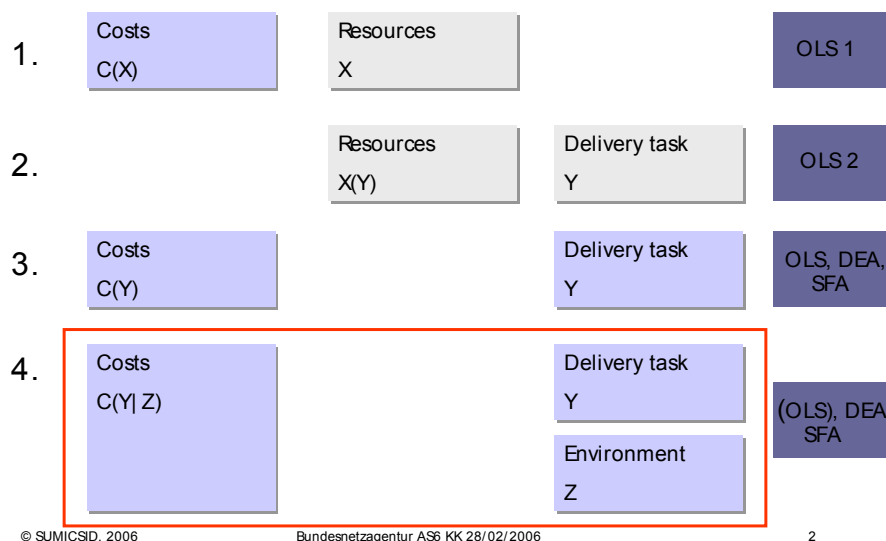 1.
Costs
C(X)
Resources
X
OLS 1
2.
Resources
X(Y)
Delivery task
Y
OLS 2
3.
Costs
C(Y)
Delivery task
Y
OLS, DEA,
SFA
4.
Costs
C(Y| Z)
Delivery task
Y
Environment
Z
(OLS), DEA
SFA
© SUMICSID, 2006 Bundesnetzagentur AS6 KK 28/02/2006 2